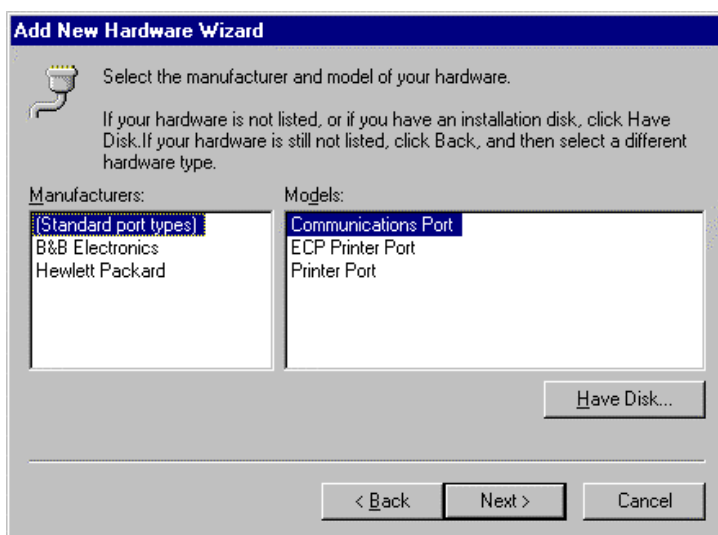 Add New Hardware Wizard
Select the manufacturer and model of your hardware.
If your hardware is not listed, or if you have an installation disk, click Have
Disk.If your hardware is still not listed, click Back, and then select a different
hardware type.
Manufacturers:
(Standard port types)
B&B Electronics
Hewlett Packard
Models:
Communications Port
ECP Printer Port
Printer Port
Have Disk...
< Back
Next >
Cancel